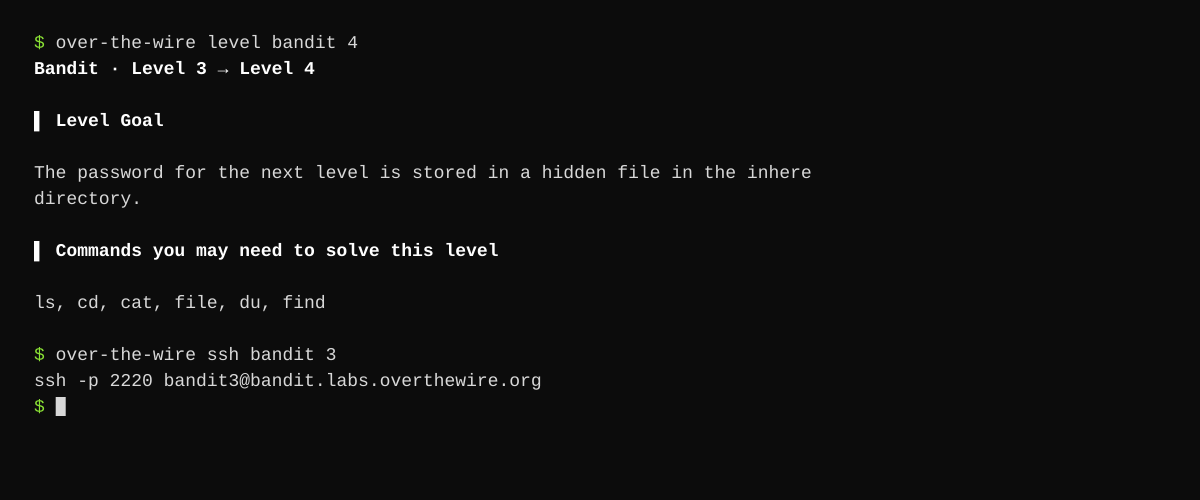 $ over-the-wire level bandit 4
Bandit · Level 3 → Level 4
▌ Level Goal
The password for the next level is stored in a hidden file in the inhere
directory.
▌ Commands you may need to solve this level
ls, cd, cat, file, du, find
$ over-the-wire ssh bandit 3
ssh -p 2220 bandit3@bandit.labs.overthewire.org
$